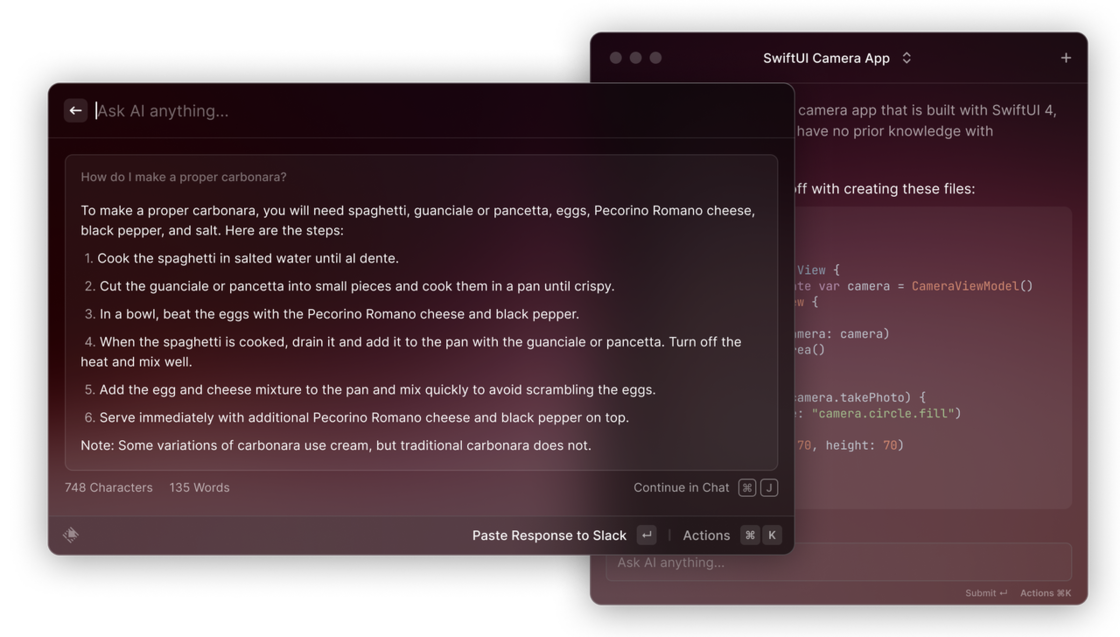 SwiftUI Camera App
+
Ask AI anything...
camera app that is built with SwiftUI 4,
have no prior knowledge with
off with creating these files:
How do I make a proper carbonara?
To make a proper carbonara, you will need spaghetti, guanciale or pancetta, eggs, Pecorino Romano cheese,
black pepper, and salt. Here are the steps:
1. Cook the spaghetti in salted water until al dente.
2. Cut the guanciale or pancetta into small pieces and cook them in a pan until crispy.
3. In a bowl, beat the eggs with the Pecorino Romano cheese and black pepper.
4. When the spaghetti is cooked, drain it and add it to the pan with the guanciale or pancetta. Turn off the
heat and mix well.
5. Add the egg and cheese mixture to the pan and mix quickly to avoid scrambling the eggs.
6. Serve immediately with additional Pecorino Romano cheese and black pepper on top.
Note: Some variations of carbonara use cream, but traditional carbonara does not.
748 Characters 135 Words
Continue in Chat ⌘ J
Paste Response to Slack ↵ | Actions ⌘ K
View {
var camera = CameraViewModel()
{
camera)
()
camera.takePhoto) {
: "camera.circle.fill")
70, height: 70)
Ask AI anything...
Submit ↵ Actions ⌘K